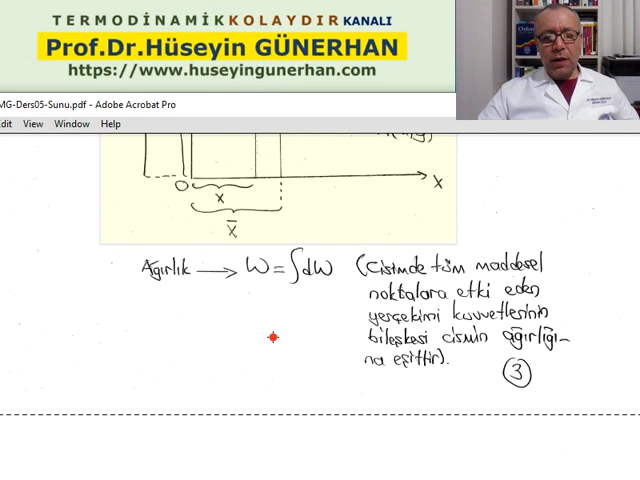 TERMODİNAMİKKOLAYDIR KANALI
Prof.Dr.Hüseyin GÜNERHAN
https://www.huseyingunerhan.com
MG-Ders05-Sunu.pdf - Adobe Acrobat Pro
Edit View Window Help
0 x x
x̄
Ağırlık → W = ∫dW (Cisimde tüm maddesel
noktalara etki eden
yerçekimi kuvvetlerinin
bileşkesi cismin ağırlığı-
na eşittir).
3